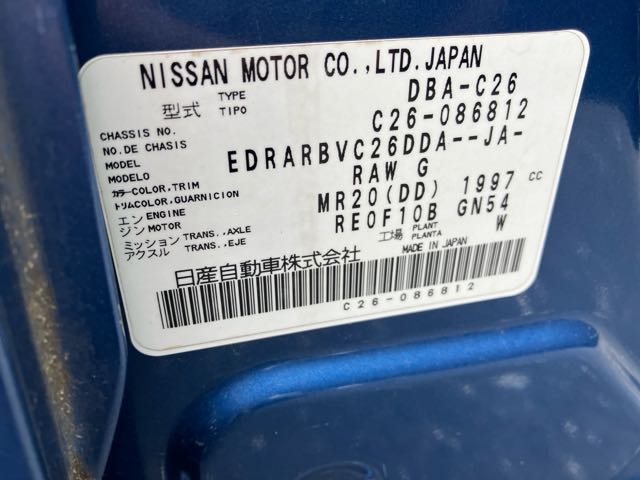 NISSAN MOTOR CO.,LTD.JAPAN
型式 TYPE TIPO DBA-C26
CHASSIS NO. NO.DE CHASIS C26-086812
MODEL MODELO EDRARBVC26DDA--JA-
カラー COLOR,TRIM トリム COLOR,GUARNICION RAW G
エンジン ENGINE MOTOR MR20(DD) 1997 CC
ミッション TRANS.,AXLE アクスル TRANS.,EJE RE0F10B GN54
工場 PLANT PLANTA W
日産自動車株式会社 MADE IN JAPAN
C26-086812